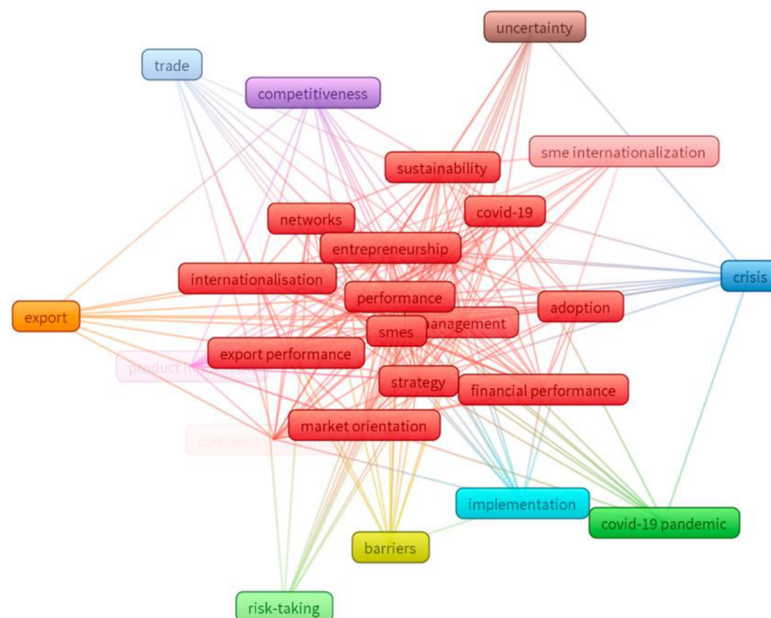 uncertainty
trade
competitiveness
sme internationalization
sustainability
networks
covid-19
entrepreneurship
internationalisation
crisis
performance
adoption
export
smes
management
export performance
product
strategy
financial performance
market orientation
implementation
covid-19 pandemic
barriers
risk-taking